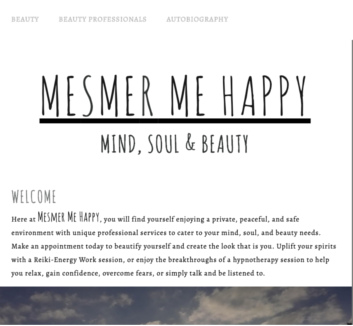 BEAUTY BEAUTY PROFESSIONALS AUTOBIOGRAPHY
MESMER ME HAPPY
MIND, SOUL & BEAUTY
WELCOME
Here at MESMER ME HAPPY, you will find yourself enjoying a private, peaceful, and safe
environment with unique professional services to cater to your mind, soul, and beauty needs.
Make an appointment today to beautify yourself and create the look that is you. Uplift your spirits
with a Reiki-Energy Work session, or enjoy the breakthroughs of a hypnotherapy session to help
you relax, gain confidence, overcome fears, or simply talk and be listened to.